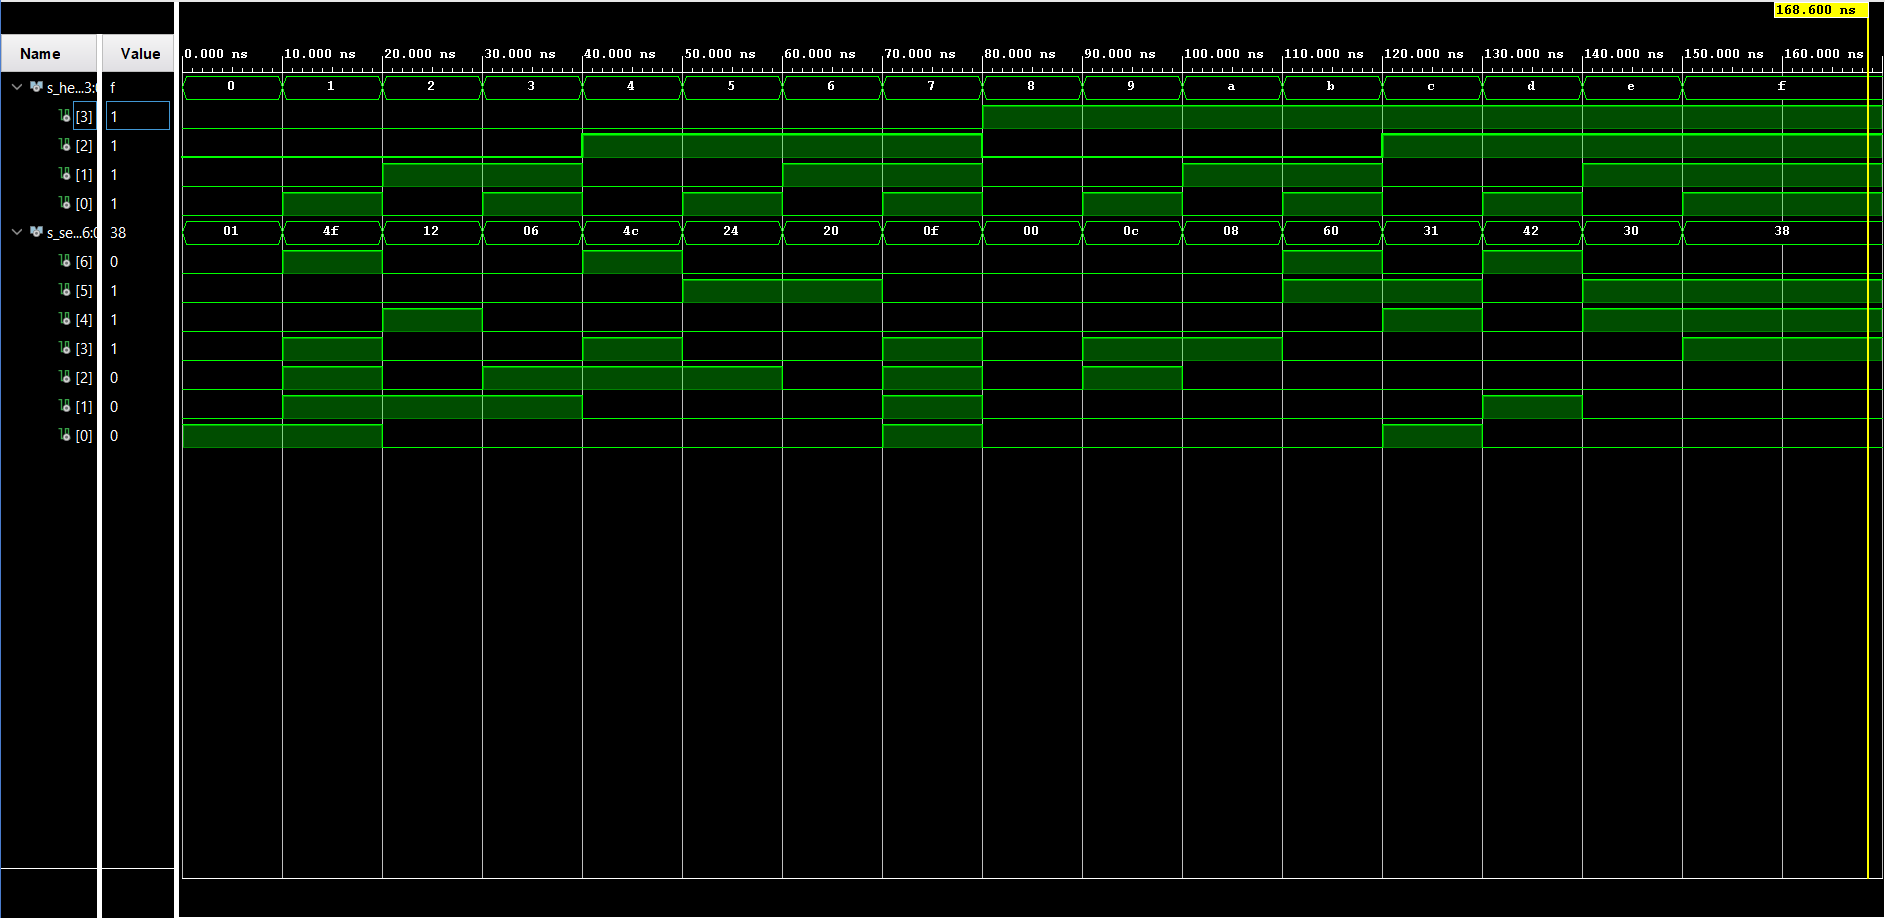 168.600 ns
Name Value
0.000 ns 10.000 ns 20.000 ns 30.000 ns 40.000 ns 50.000 ns 60.000 ns 70.000 ns 80.000 ns 90.000 ns 100.000 ns 110.000 ns 120.000 ns 130.000 ns 140.000 ns 150.000 ns 160.000 ns
s_he...3:0 f 0 1 2 3 4 5 6 7 8 9 a b c d e f
[3] 1
[2] 1
[1] 1
[0] 1
s_se...6:0 38 01 4f 12 06 4c 24 20 0f 00 0c 08 60 31 42 30 38
[6] 0
[5] 1
[4] 1
[3] 1
[2] 0
[1] 0
[0] 0